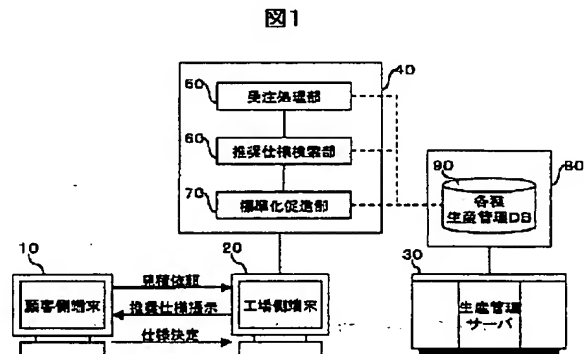 図1
40
50
受注処理部
60
推奨仕様検索部
90
80
70
標準化促進部
各種
生産管理DB
10
20
30
見積依頼
顧客側端末
推奨仕様提示
工場側端末
生産管理
サーバ
仕様決定